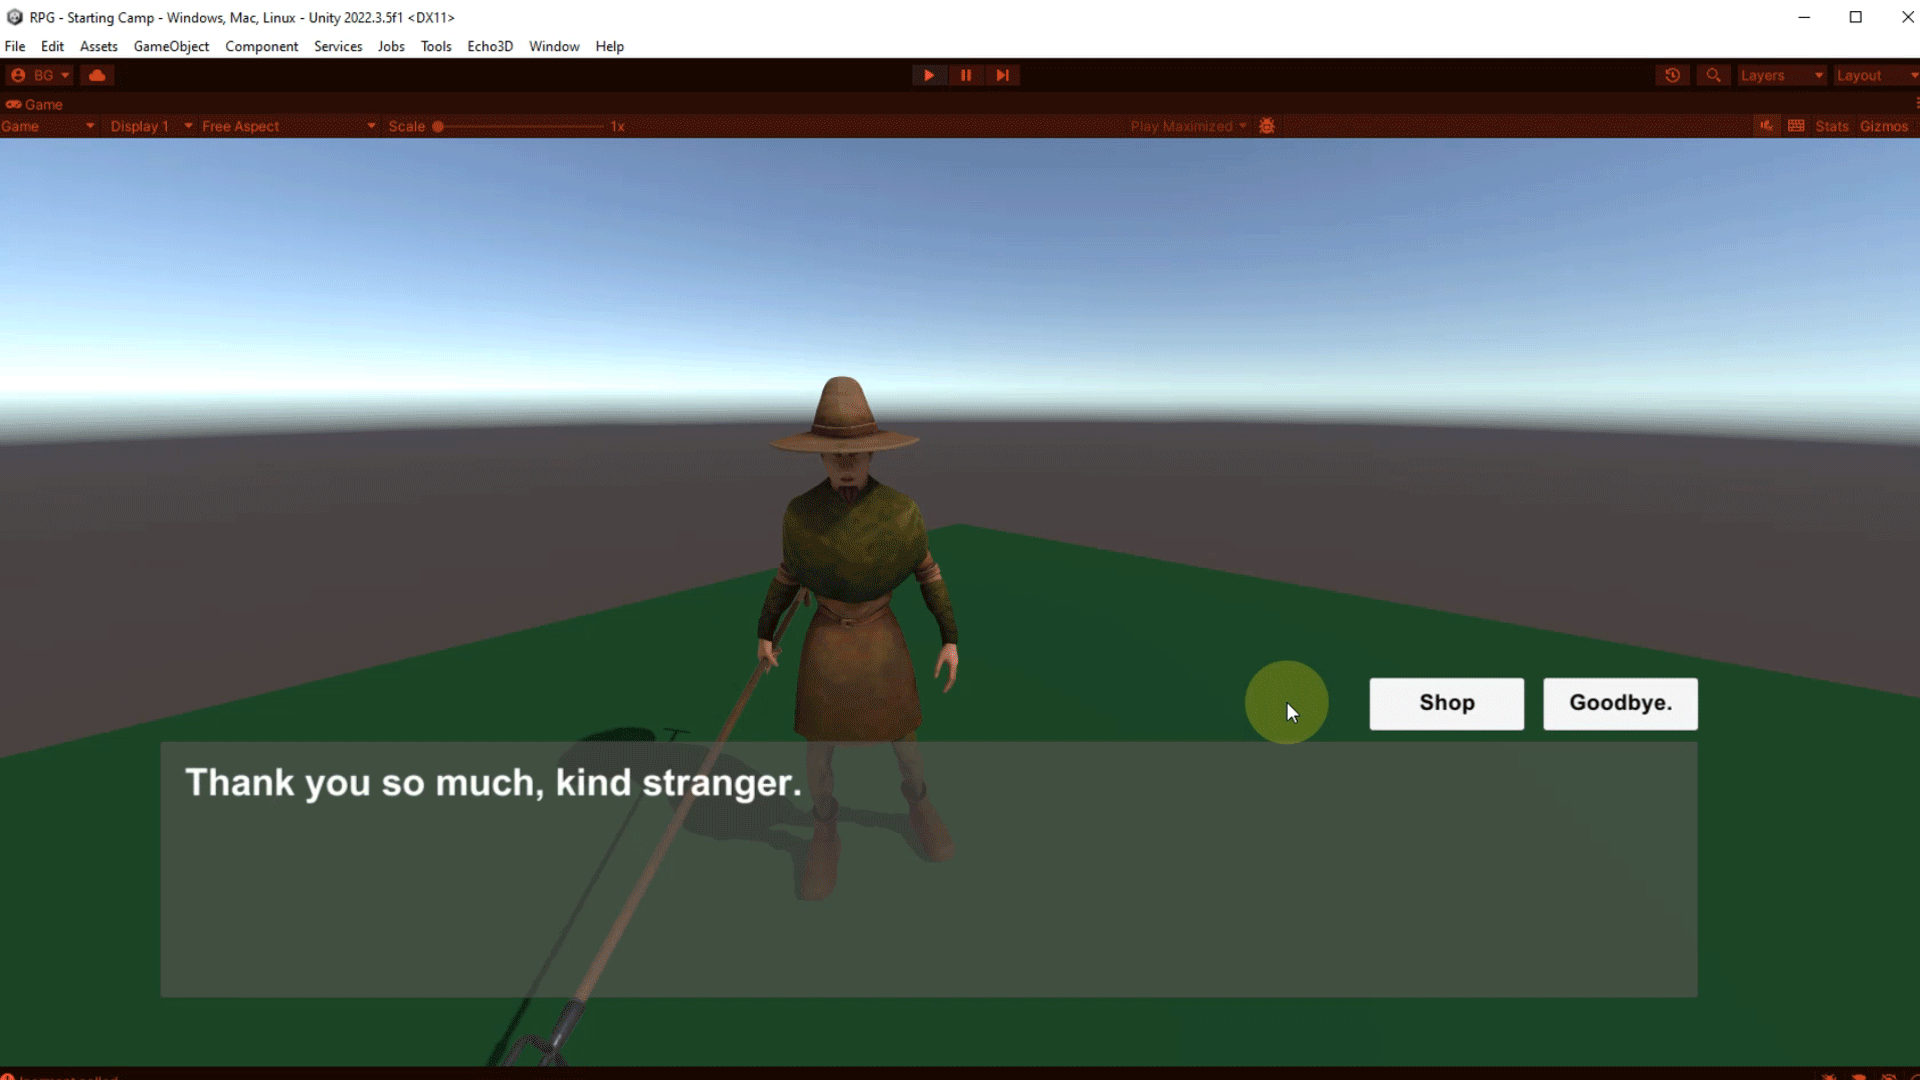 RPG - Starting Camp - Windows, Mac, Linux - Unity 2022.3.5f1 <DX11>
File Edit Assets GameObject Component Services Jobs Tools Echo3D Window Help
BG Layers Layout
Game
Game Display 1 Free Aspect Scale 1x Play Maximized Stats Gizmos
Shop Goodbye.
Thank you so much, kind stranger.